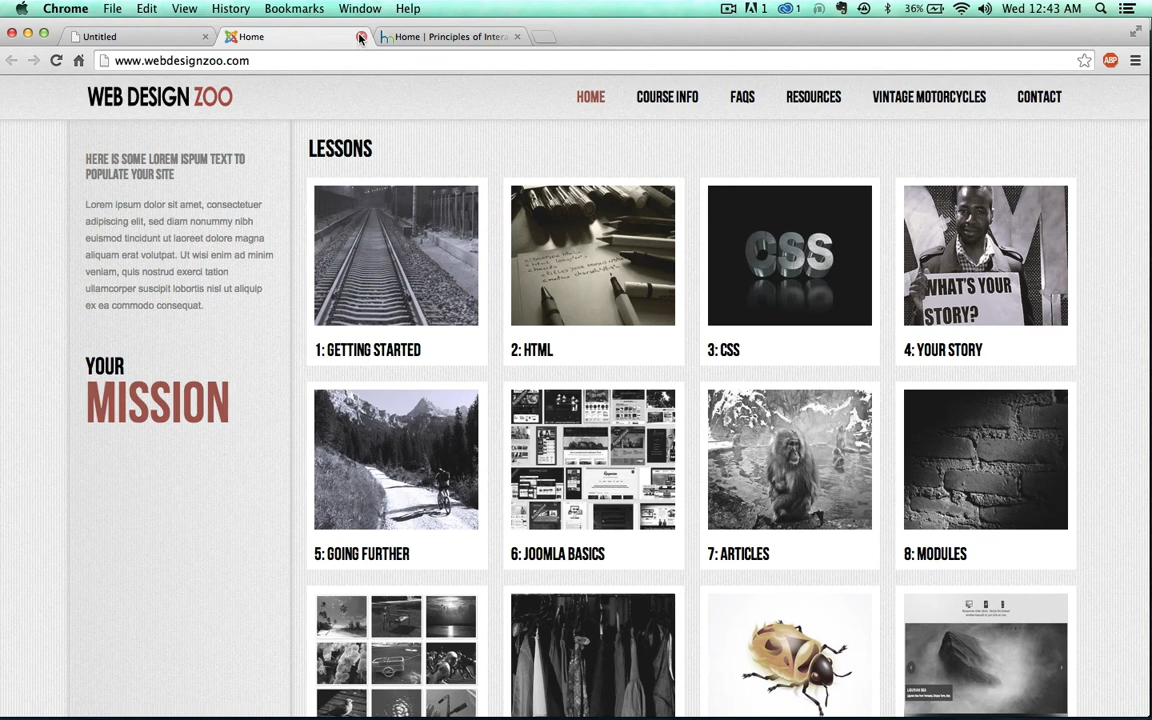 Chrome File Edit View History Bookmarks Window Help 1 1 36% Wed 12:43 AM
Untitled Home Home | Principles of Intera
www.webdesignzoo.com ABP
WEB DESIGN ZOO HOME COURSE INFO FAQS RESOURCES VINTAGE MOTORCYCLES CONTACT
HERE IS SOME LOREM ISPUM TEXT TO
POPULATE YOUR SITE
Lorem ipsum dolor sit amet, consectetuer
adipiscing elit, sed diam nonummy nibh
euismod tincidunt ut laoreet dolore magna
aliquam erat volutpat. Ut wisi enim ad minim
veniam, quis nostrud exerci tation
ullamcorper suscipit lobortis nisl ut aliquip
ex ea commodo consequat.
YOUR
MISSION
LESSONS
CSS
WHAT'S YOUR
STORY?
1: GETTING STARTED
2: HTML
3: CSS
4: YOUR STORY
5: GOING FURTHER
6: JOOMLA BASICS
7: ARTICLES
8: MODULES